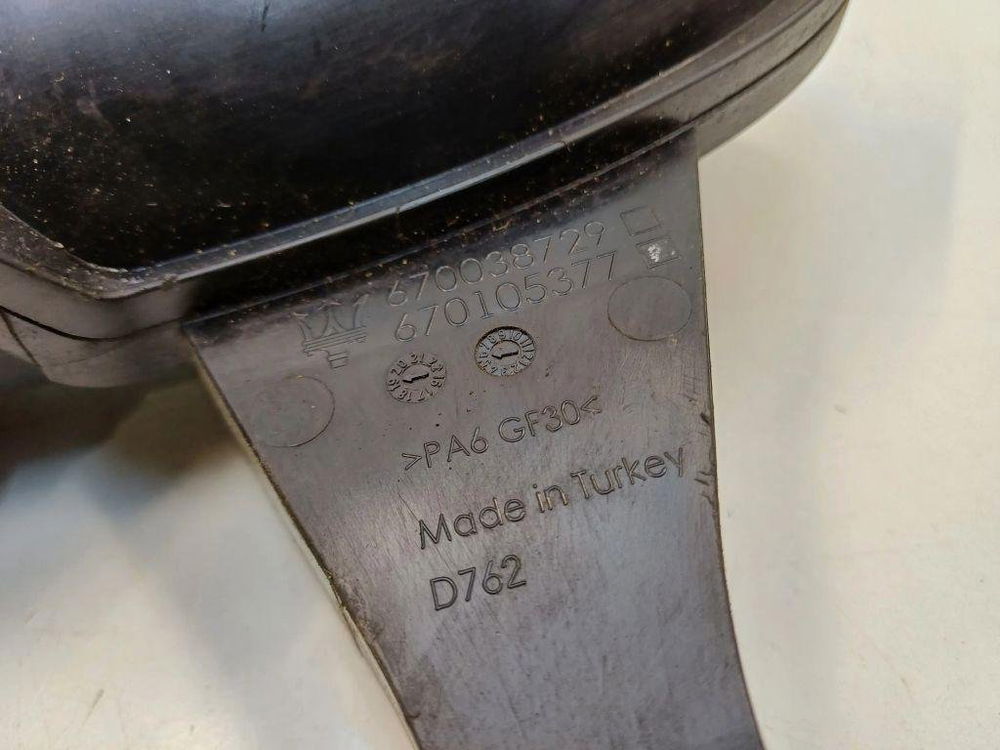 670038729
670105377
>PA6 GF30<
Made in Turkey
D762